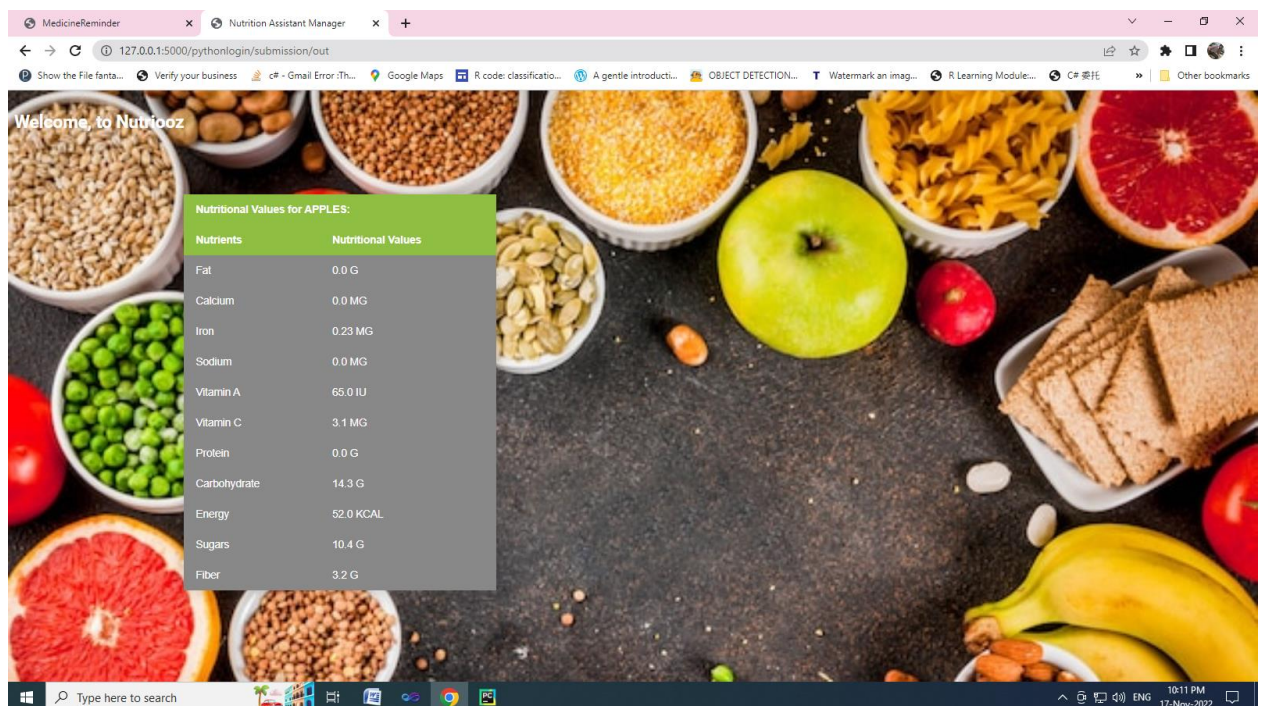 MedicineReminder
Nutrition Assistant Manager
127.0.0.1:5000/pythonlogin/submission/out
Show the File fanta... Verify your business c# - Gmail Error :Th... Google Maps R code: classificatio... A gentle introducti... OBJECT DETECTION... T Watermark an imag... R Learning Module:... C# 委托 » Other bookmarks
Welcome, to Nutriooz
Nutritional Values for APPLES:
Nutrients Nutritional Values
Fat 0.0 G
Calcium 0.0 MG
Iron 0.23 MG
Sodium 0.0 MG
Vitamin A 65.0 IU
Vitamin C 3.1 MG
Protein 0.0 G
Carbohydrate 14.3 G
Energy 52.0 KCAL
Sugars 10.4 G
Fiber 3.2 G
Type here to search
PC
ENG
10:11 PM
17-Nov-2022